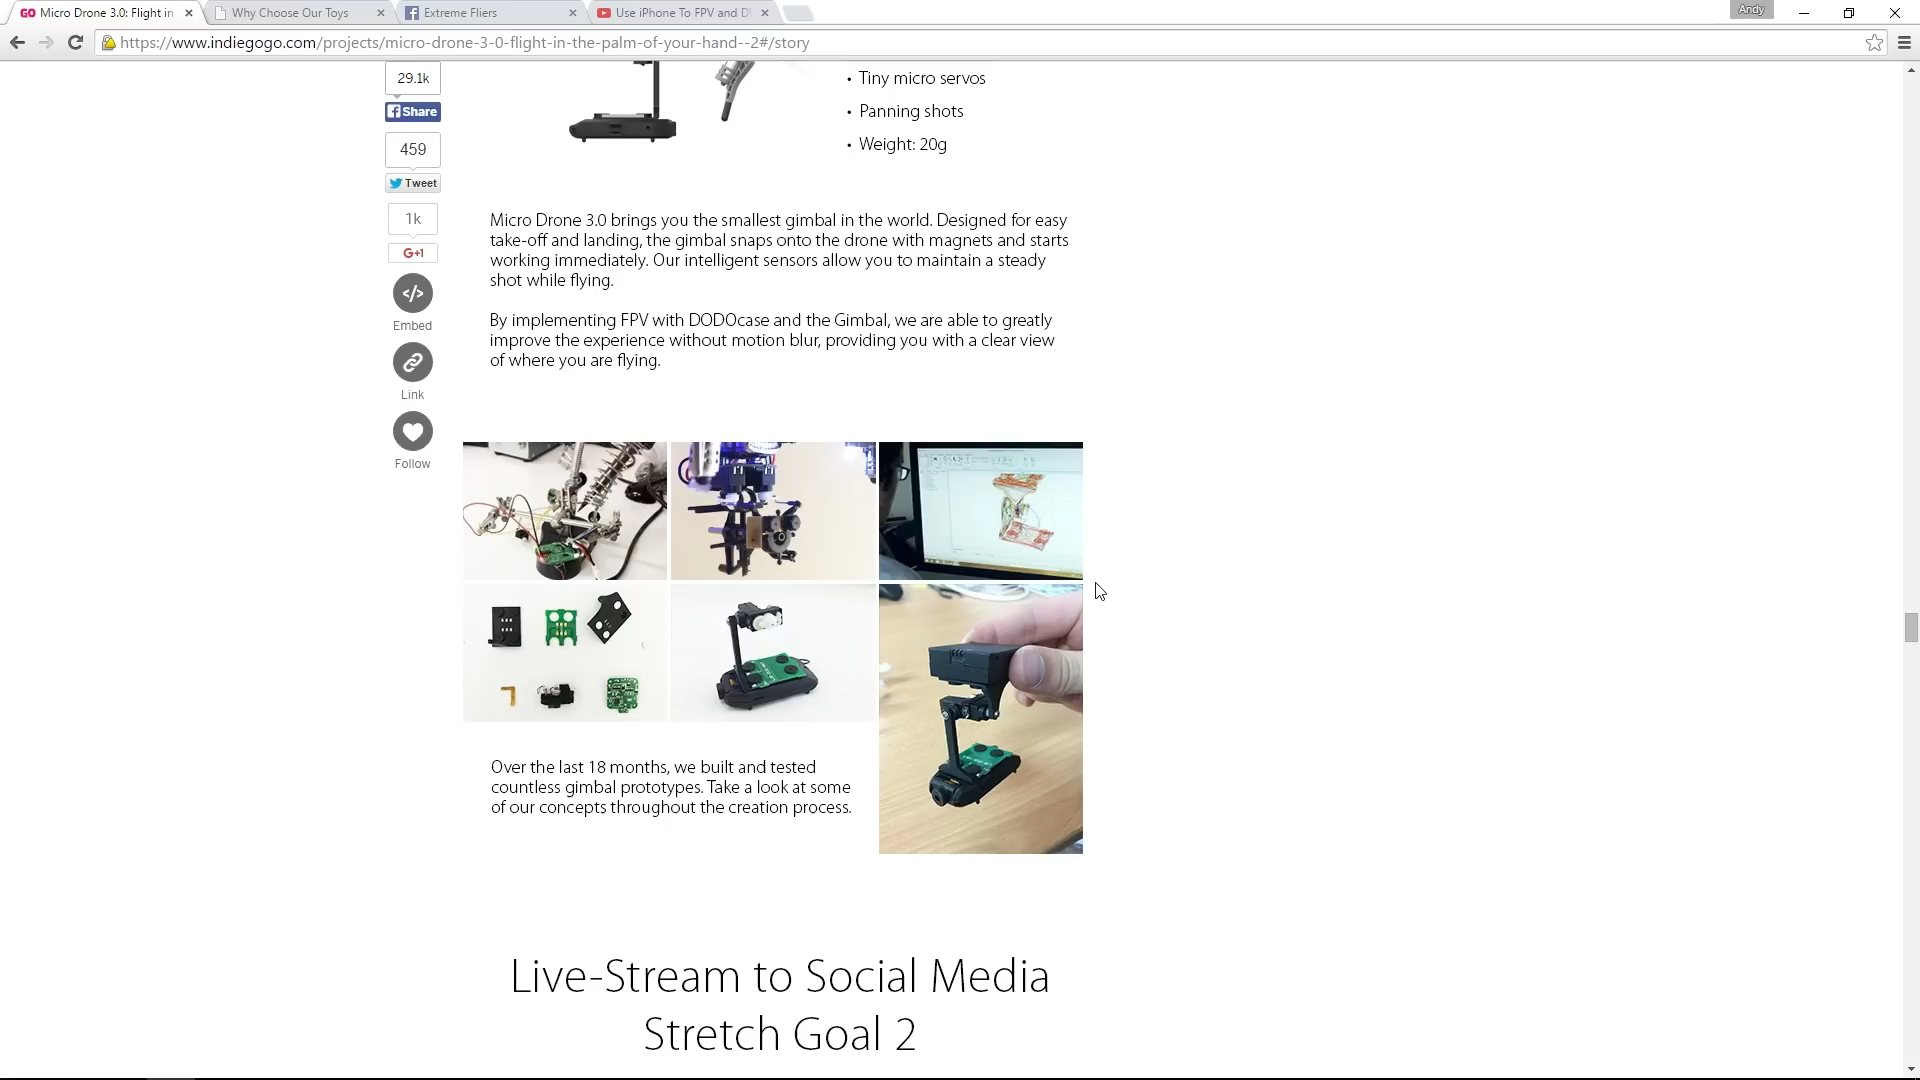 GO Micro Drone 3.0: Flight in
Why Choose Our Toys
Extreme Fliers
Use iPhone To FPV and D
Andy
https://www.indiegogo.com/projects/micro-drone-3-0-flight-in-the-palm-of-your-hand--2#/story
29.1k
Share
459
Tweet
1k
G+1
</>
Embed
Link
Follow
• Tiny micro servos
• Panning shots
• Weight: 20g
Micro Drone 3.0 brings you the smallest gimbal in the world. Designed for easy
take-off and landing, the gimbal snaps onto the drone with magnets and starts
working immediately. Our intelligent sensors allow you to maintain a steady
shot while flying.
By implementing FPV with DODOcase and the Gimbal, we are able to greatly
improve the experience without motion blur, providing you with a clear view
of where you are flying.
Over the last 18 months, we built and tested
countless gimbal prototypes. Take a look at some
of our concepts throughout the creation process.
Live-Stream to Social Media
Stretch Goal 2